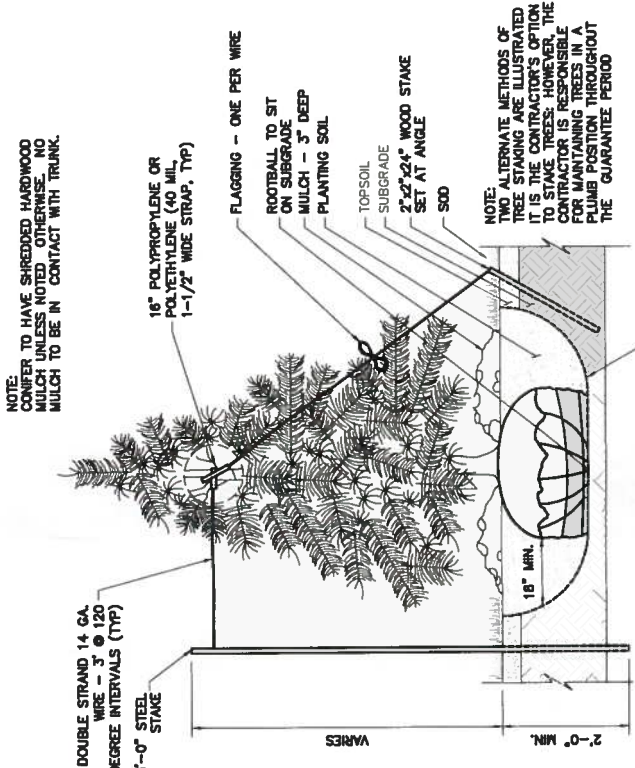 NOTE:
CONIFER TO HAVE SHREDDED HARDWOOD
MULCH UNLESS NOTED OTHERWISE. NO
MULCH TO BE IN CONTACT WITH TRUNK.
DOUBLE STRAND 14 GA.
WIRE - 3' @ 120
DEGREE INTERVALS (TYP)
'-0" STEEL
STAKE
16" POLYPROPYLENE OR
POLYETHYLENE (40 MIL,
1-1/2" WIDE STRAP, TYP)
FLAGGING - ONE PER WIRE
ROOTBALL TO SIT
ON SUBGRADE
MULCH - 3" DEEP
PLANTING SOIL
TOPSOIL
SUBGRADE
2"x2"x24" WOOD STAKE
SET AT ANGLE
SOD
NOTE:
TWO ALTERNATE METHODS OF
TREE STAKING ARE ILLUSTRATED
IT IS THE CONTRACTOR'S OPTION
TO STAKE TREES; HOWEVER, THE
CONTRACTOR IS RESPONSIBLE
FOR MAINTAINING TREES IN A
PLUMB POSITION THROUGHOUT
THE GUARANTEE PERIOD
VARIES
18" MIN.
2'-0" MIN.